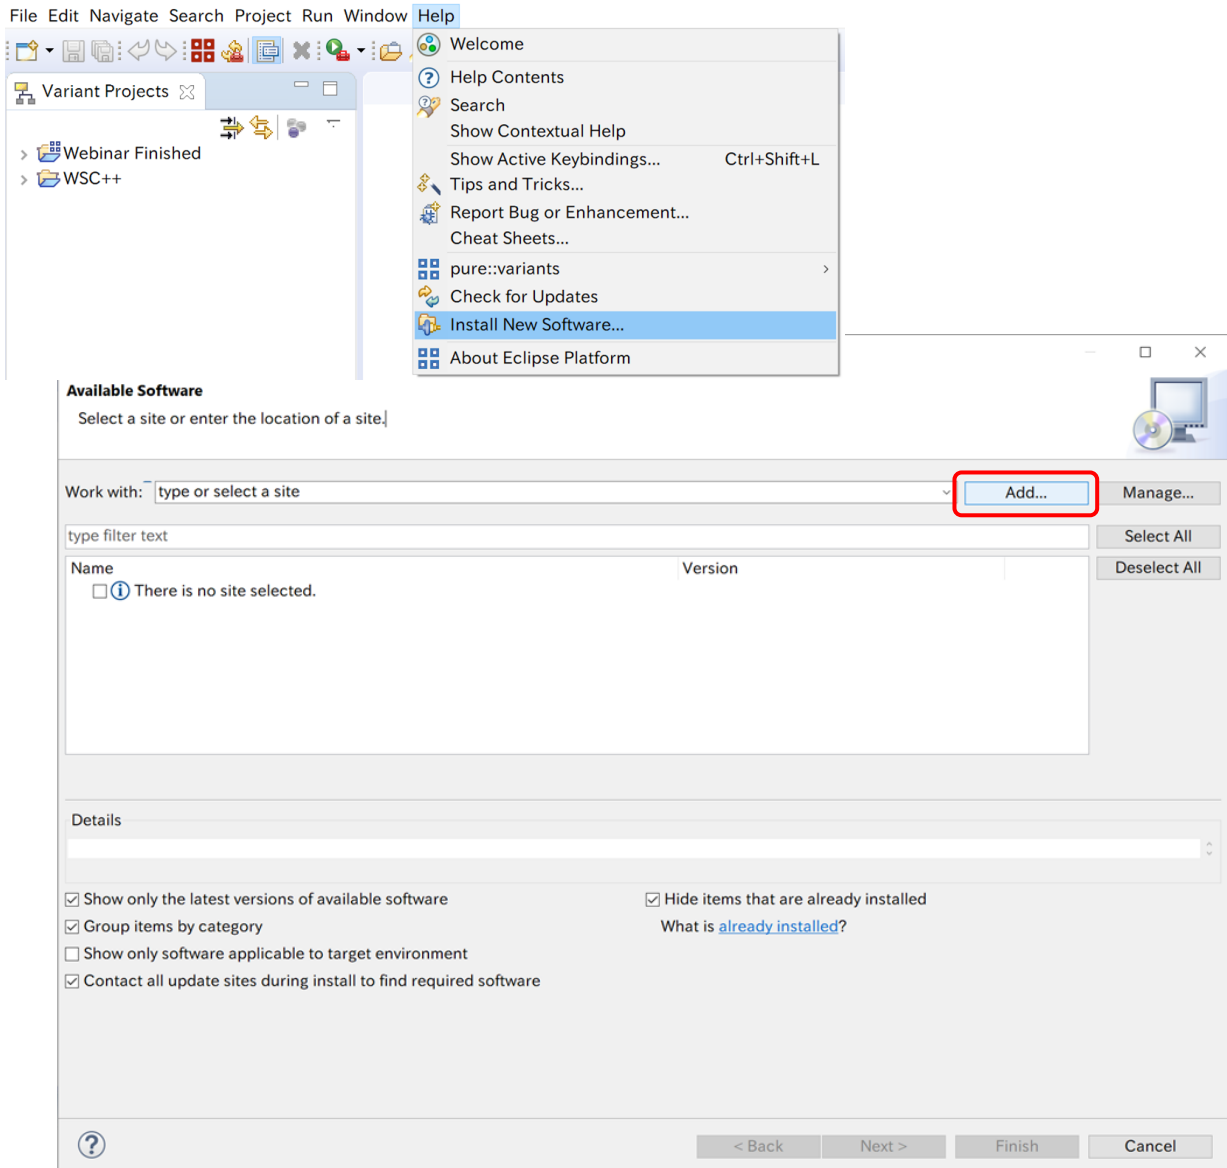 File Edit Navigate Search Project Run Window Help
Variant Projects
Webinar Finished
WSC++
Welcome
Help Contents
Search
Show Contextual Help
Show Active Keybindings... Ctrl+Shift+L
Tips and Tricks...
Report Bug or Enhancement...
Cheat Sheets...
pure::variants
Check for Updates
Install New Software...
About Eclipse Platform
Available Software
Select a site or enter the location of a site.
Work with: type or select a site Add... Manage...
type filter text Select All
Name Version Deselect All
There is no site selected.
Details
Show only the latest versions of available software Hide items that are already installed
Group items by category What is already installed?
Show only software applicable to target environment
Contact all update sites during install to find required software
< Back Next > Finish Cancel